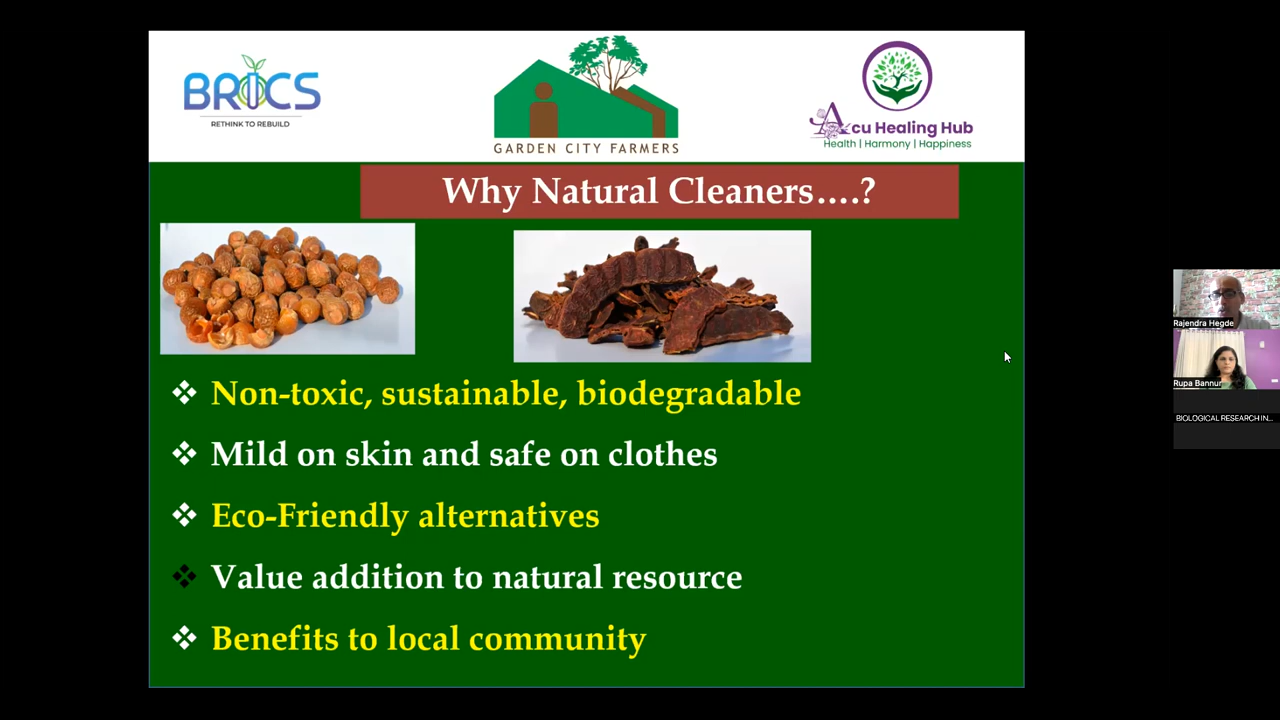 BRICS
RETHINK TO REBUILD
GARDEN CITY FARMERS
Acu Healing Hub
Health | Harmony | Happiness
Why Natural Cleaners....?
Non-toxic, sustainable, biodegradable
Mild on skin and safe on clothes
Eco-Friendly alternatives
Value addition to natural resource
Benefits to local community
Rajendra Hegde
Rupa Bannur
BIOLOGICAL RESEARCH IN...